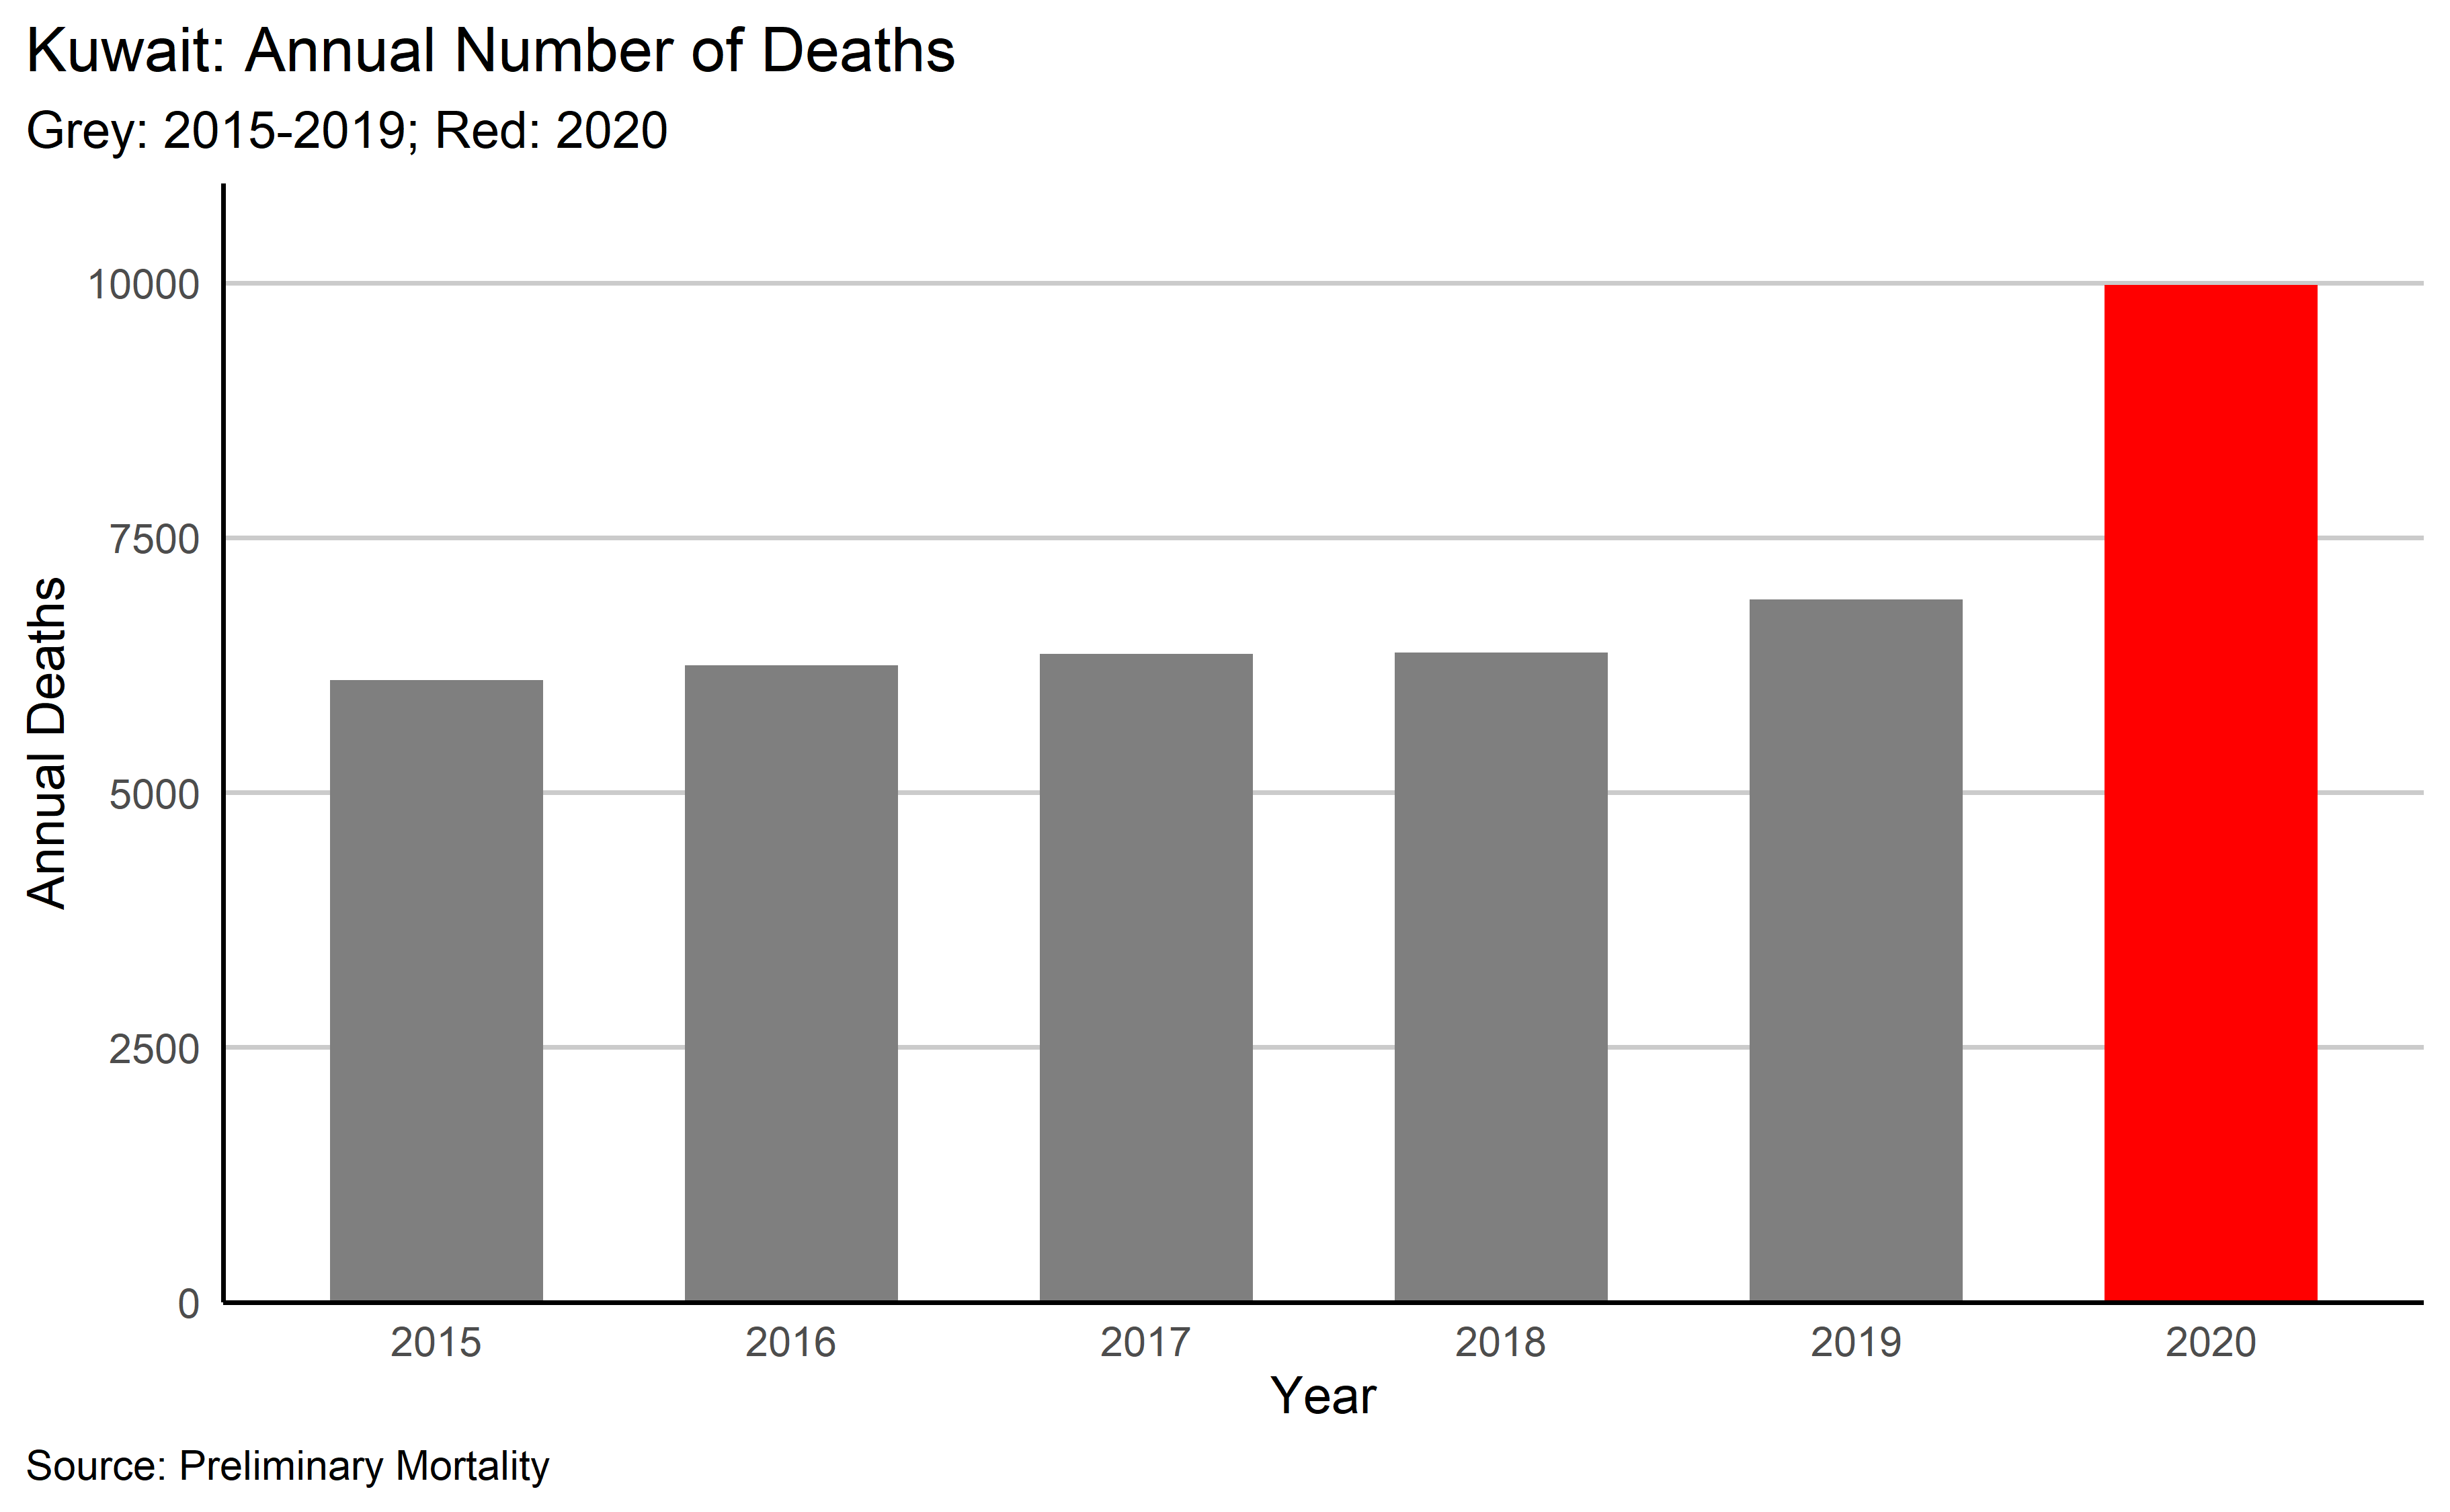 Kuwait: Annual Number of Deaths
Grey: 2015-2019; Red: 2020
10000
7500
5000
2500
0
Annual Deaths
2015 2016 2017 2018 2019 2020
Year
Source: Preliminary Mortality